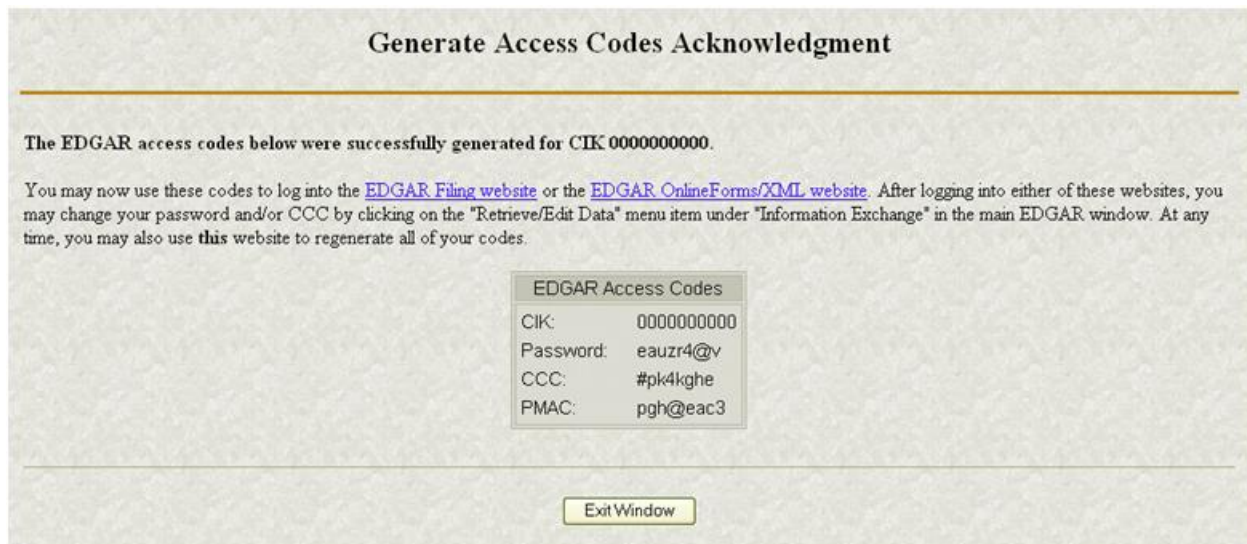 Generate Access Codes Acknowledgment
The EDGAR access codes below were successfully generated for CIK 0000000000.
You may now use these codes to log into the EDGAR Filing website or the EDGAR OnlineForms/XML website. After logging into either of these websites, you
may change your password and/or CCC by clicking on the "Retrieve/Edit Data" menu item under "Information Exchange" in the main EDGAR window. At any
time, you may also use this website to regenerate all of your codes.
EDGAR Access Codes
CIK: 0000000000
Password: eauzr4@v
CCC: #pk4kghe
PMAC: pgh@eac3
Exit Window